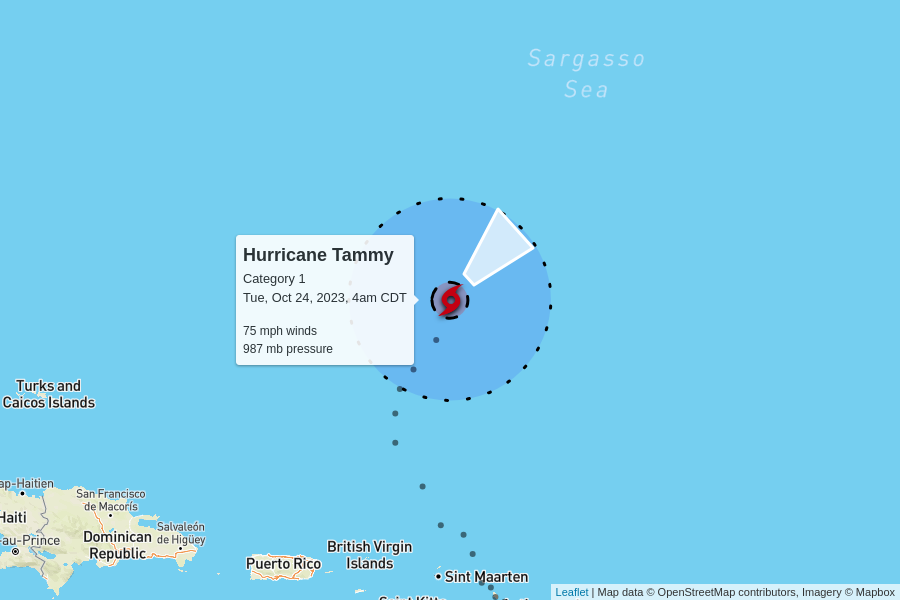 Sargasso
Sea
Hurricane Tammy
Category 1
Tue, Oct 24, 2023, 4am CDT
75 mph winds
987 mb pressure
Turks and
Caicos Islands
ap-Haitien
San Francisco
de Macorís
Haiti
-au-Prince
Dominican
Republic
Salvaleón
de Higüey
Puerto Rico
British Virgin
Islands
Sint Maarten
Leaflet | Map data © OpenStreetMap contributors, Imagery © Mapbox